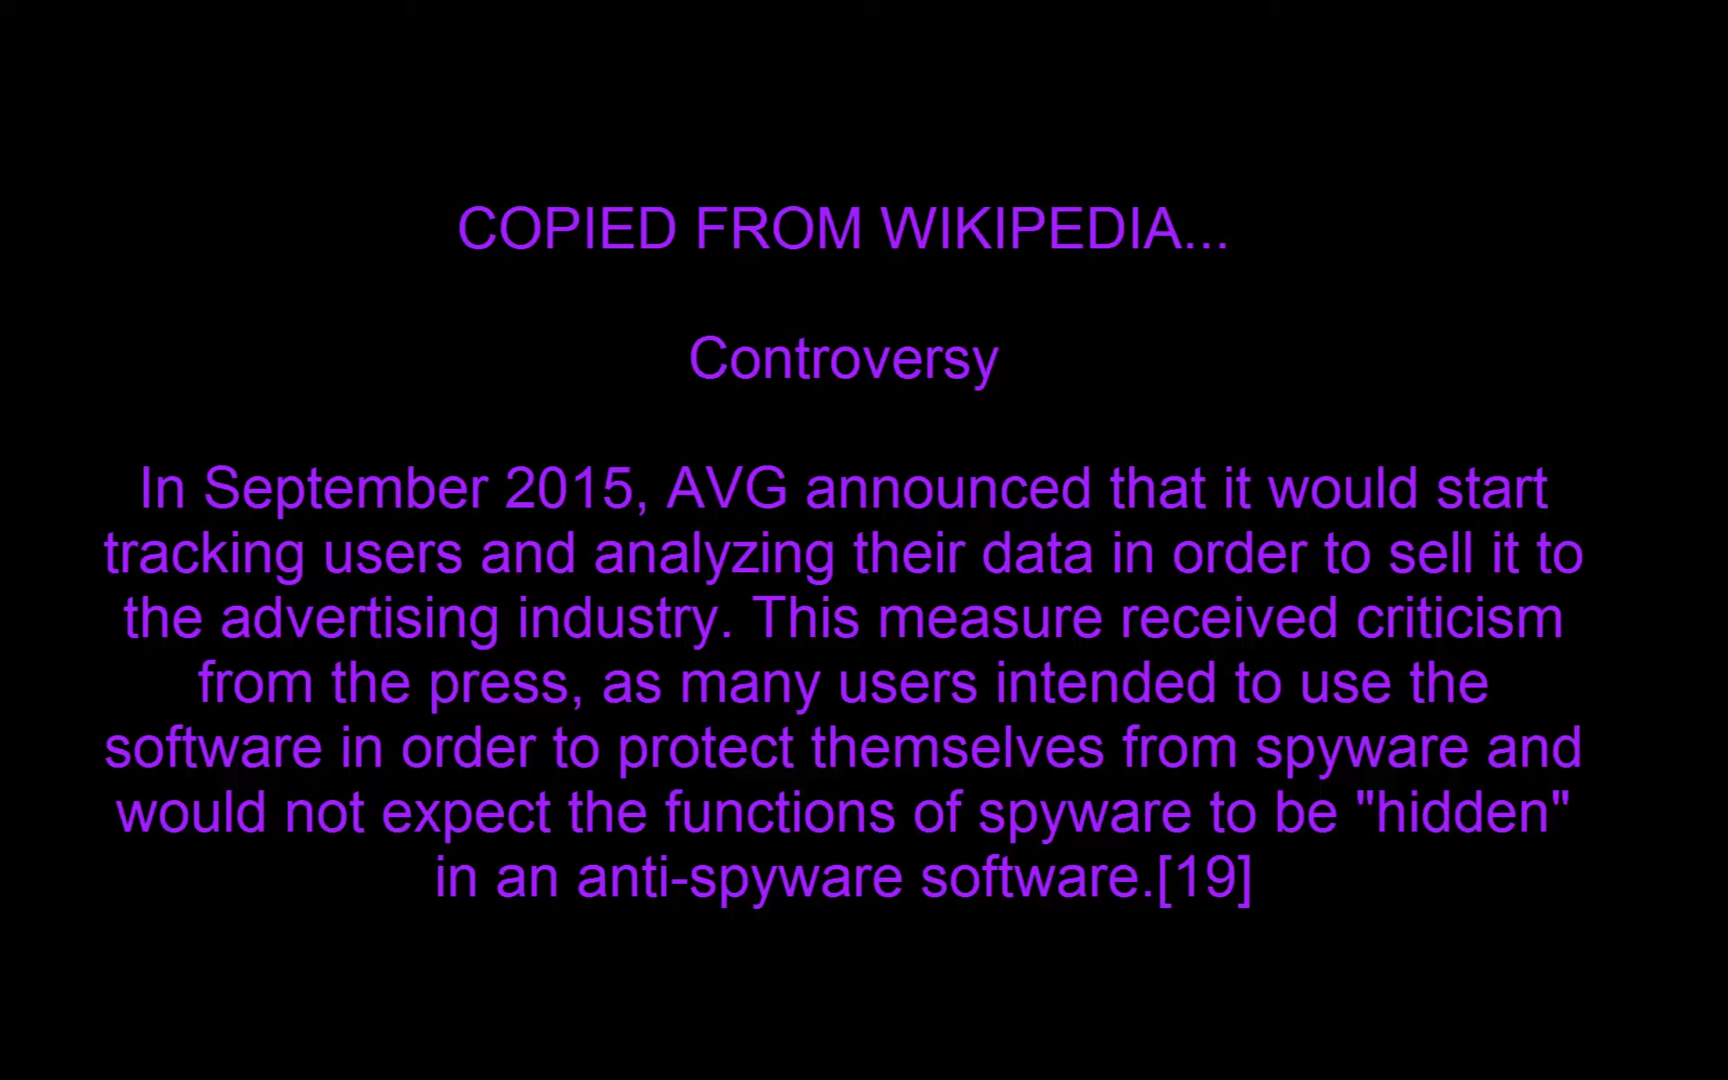 COPIED FROM WIKIPEDIA...
Controversy
In September 2015, AVG announced that it would start
tracking users and analyzing their data in order to sell it to
the advertising industry. This measure received criticism
from the press, as many users intended to use the
software in order to protect themselves from spyware and
would not expect the functions of spyware to be "hidden"
in an anti-spyware software.[19]